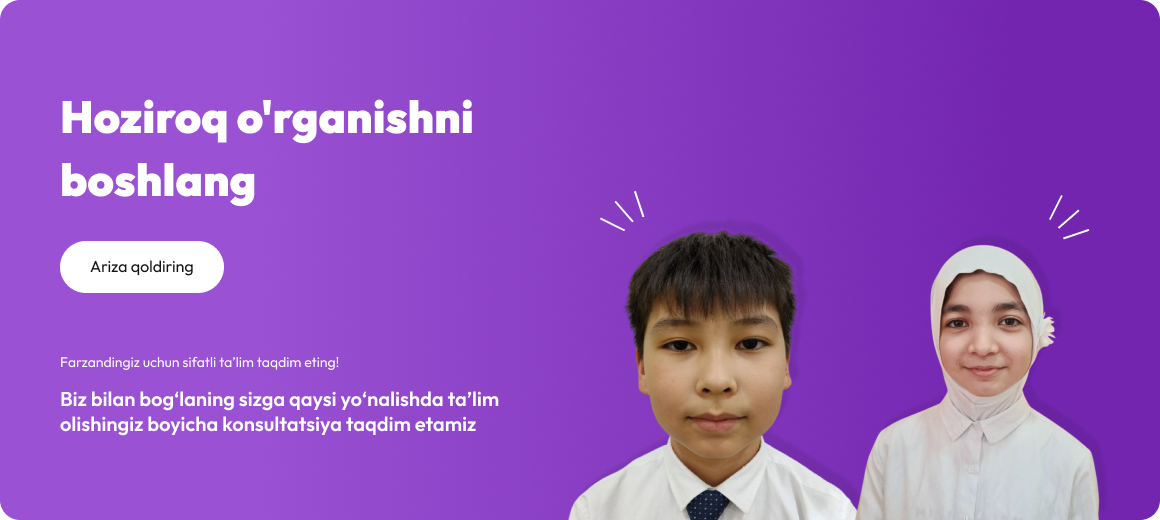 Hoziroq o'rganishni
boshlang
Ariza qoldiring
Farzandingiz uchun sifatli ta’lim taqdim eting!
Biz bilan bog‘laning sizga qaysi yo‘nalishda ta’lim
olishingiz boyicha konsultatsiya taqdim etamiz